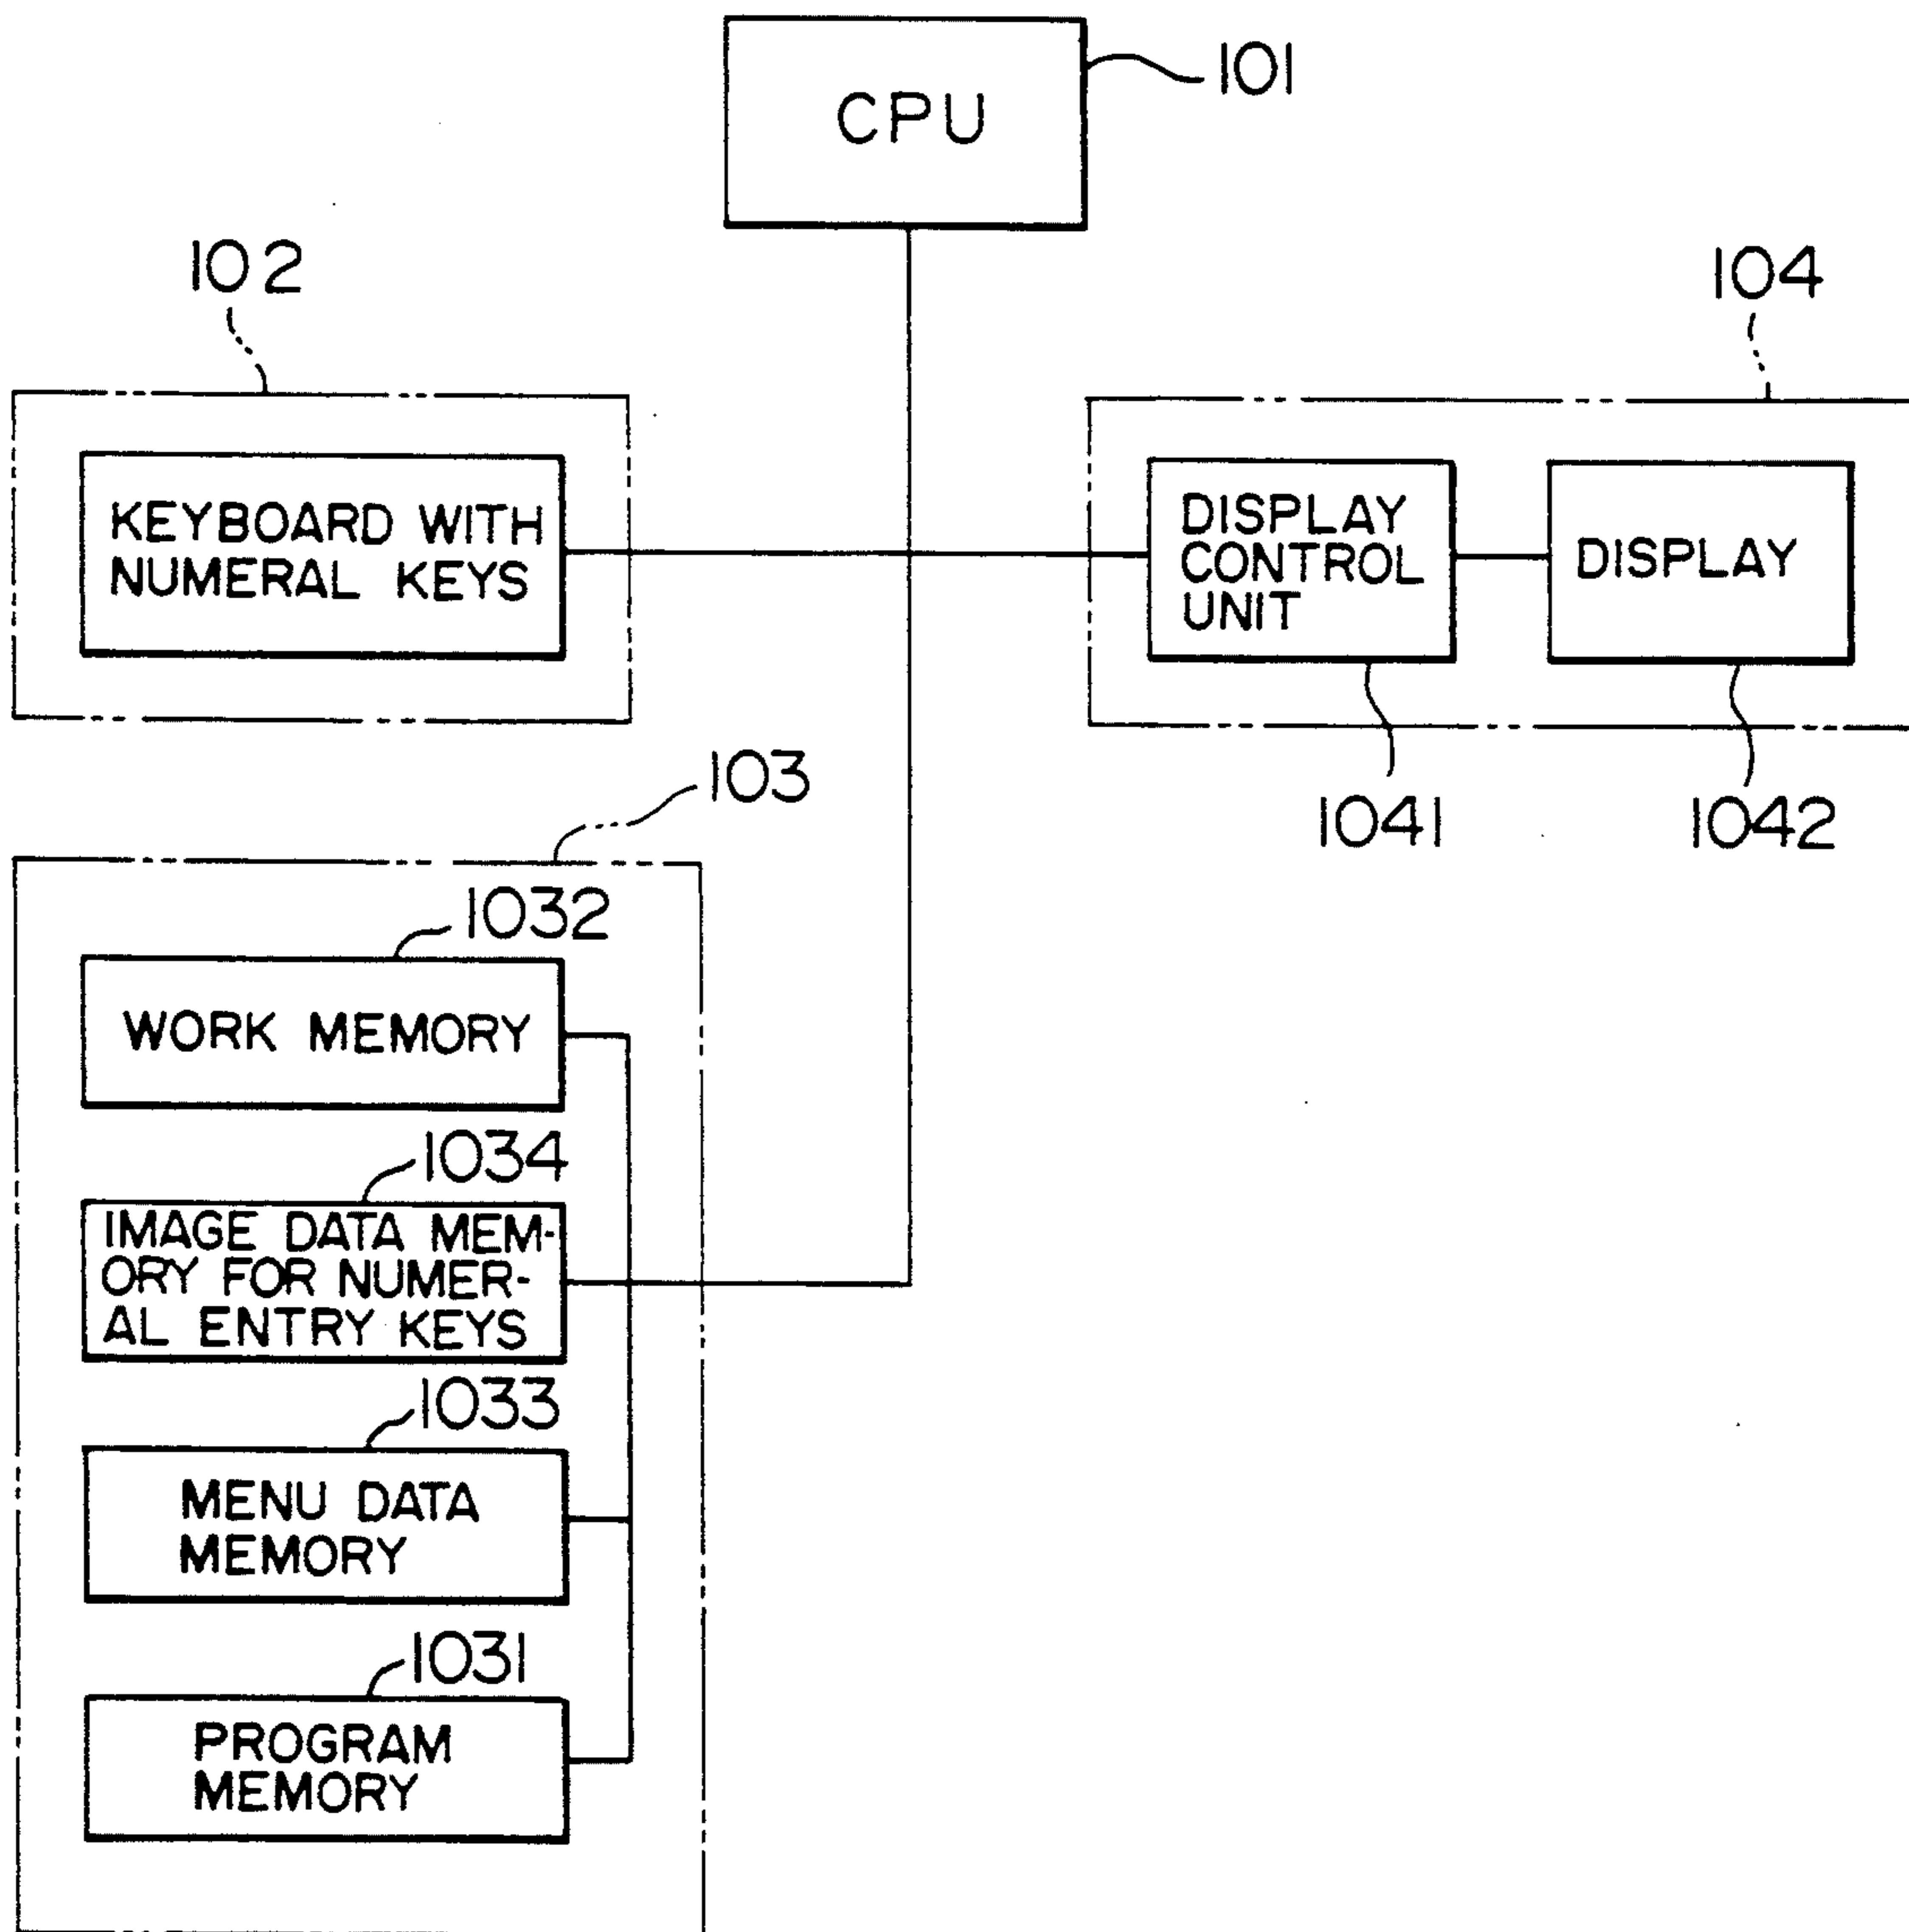 CPU
101
102
104
KEYBOARD WITH
NUMERAL KEYS
DISPLAY
CONTROL
UNIT
DISPLAY
1041
1042
103
1032
WORK MEMORY
1034
IMAGE DATA MEM-
ORY FOR NUMER-
AL ENTRY KEYS
1033
MENU DATA
MEMORY
1031
PROGRAM
MEMORY